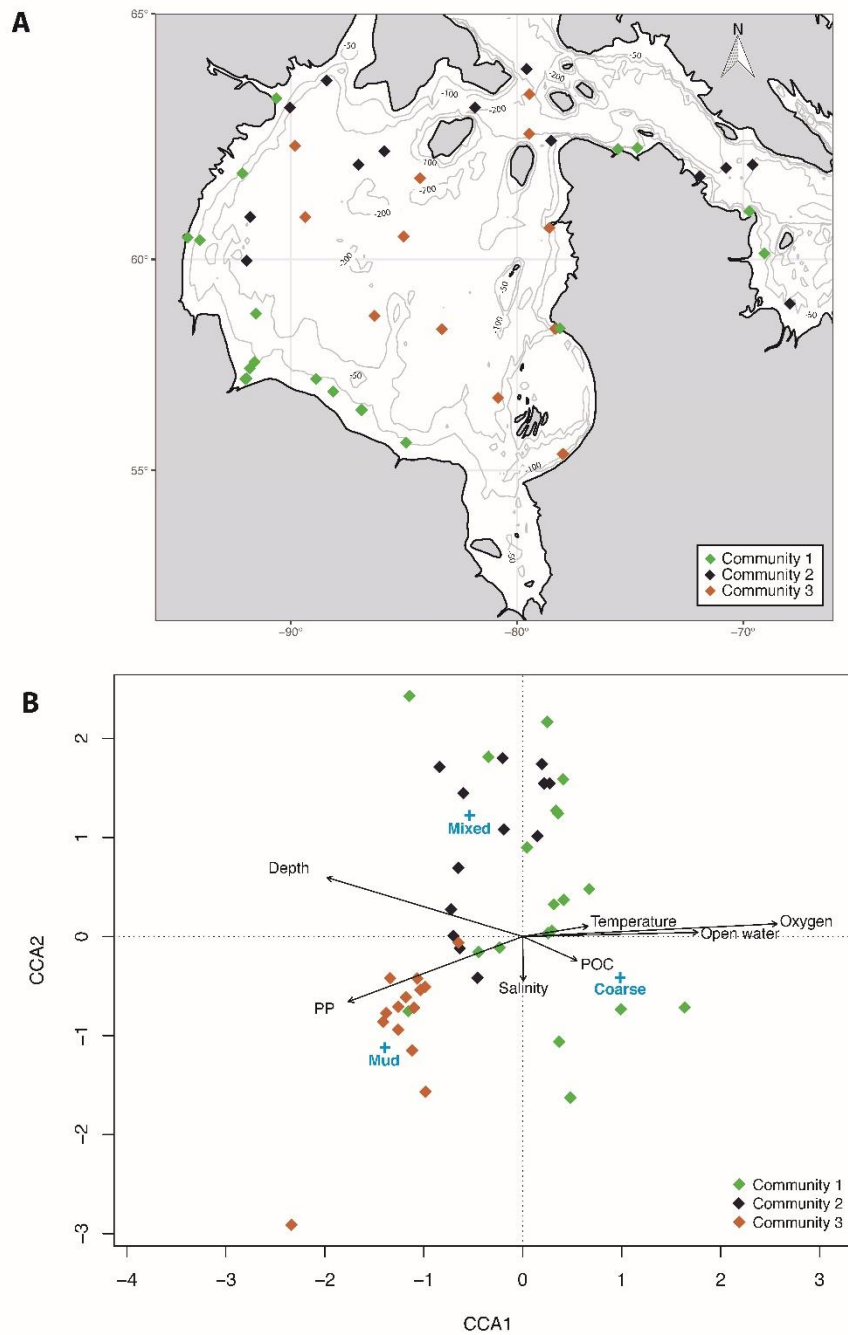 A
65°
60°
55°
-90°
-80°
-70°
N
-50
-50
-100
-200
-200
-100
-200
-200
-200
-50
-100
-50
-50
-100
-50
Community 1
Community 2
Community 3
B
CCA2
2
1
0
-1
-2
-3
Mixed
Depth
Temperature
Oxygen
Open water
POC
Salinity
Coarse
PP
Mud
Community 1
Community 2
Community 3
-4
-3
-2
-1
0
1
2
3
CCA1